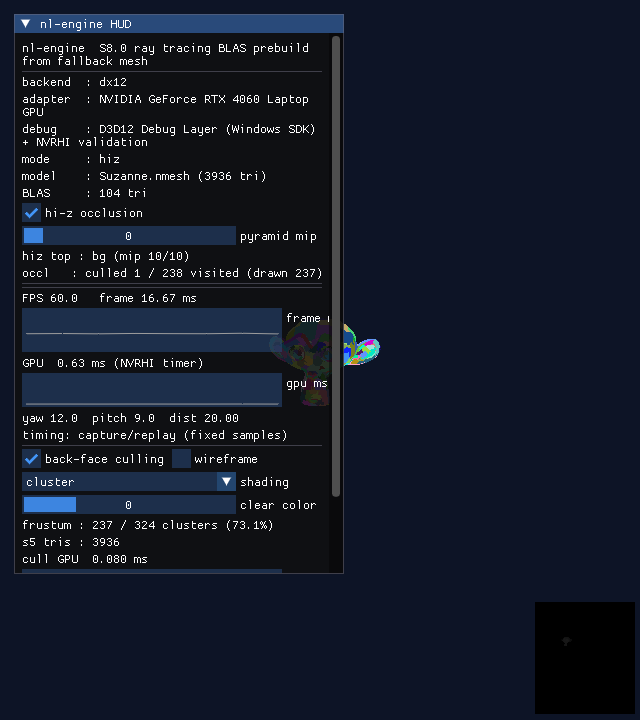 nl-engine HUD
nl-engine  S8.0 ray tracing BLAS prebuild
from fallback mesh
backend  : dx12
adapter  : NVIDIA GeForce RTX 4060 Laptop
GPU
debug    : D3D12 Debug Layer (Windows SDK)
+ NVRHI validation
mode     : hiz
model    : Suzanne.nmesh (3936 tri)
BLAS     : 104 tri
hi-z occlusion
0 pyramid mip
hiz top : bg (mip 10/10)
occl   : culled 1 / 238 visited (drawn 237)
FPS 60.0   frame 16.67 ms
frame
GPU  0.63 ms (NVRHI timer)
gpu ms
yaw 12.0  pitch 9.0  dist 20.00
timing: capture/replay (fixed samples)
back-face culling wireframe
cluster shading
0 clear color
frustum : 237 / 324 clusters (73.1%)
s5 tris : 3936
cull GPU  0.080 ms